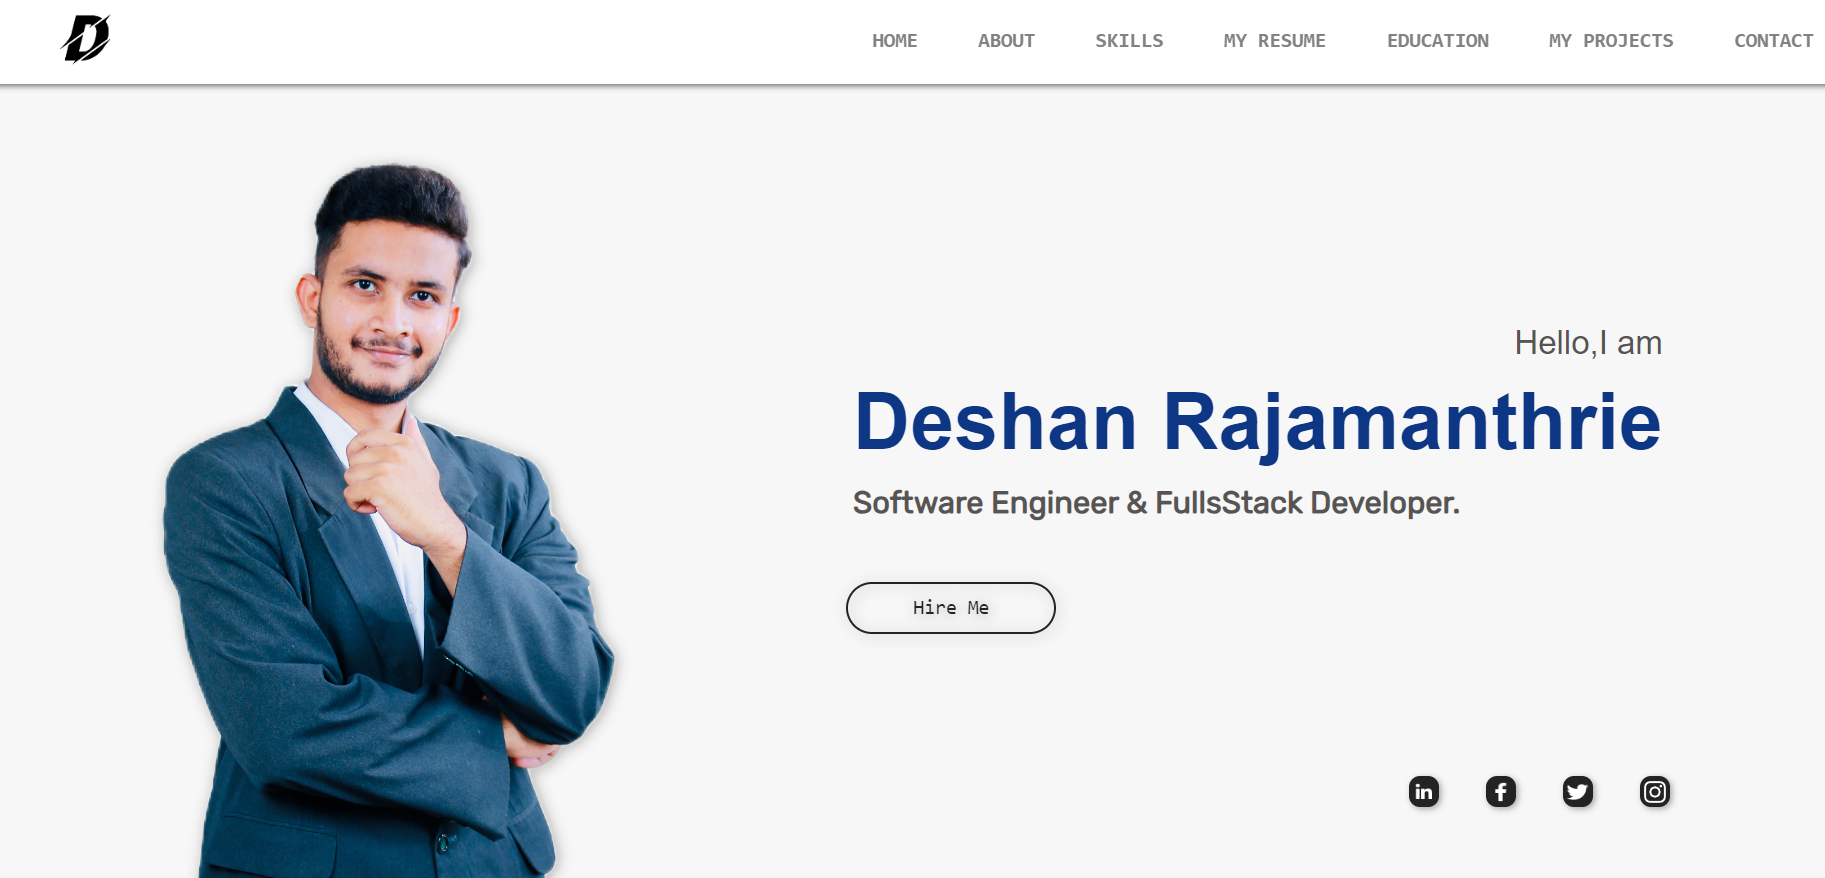 D
HOME ABOUT SKILLS MY RESUME EDUCATION MY PROJECTS CONTACT
Hello,I am
Deshan Rajamanthrie
Software Engineer & FullsStack Developer.
Hire Me
in f